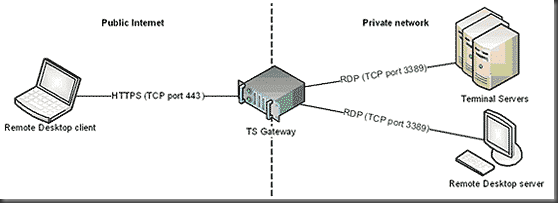 Public Internet
Private network
Remote Desktop client
HTTPS (TCP port 443 )
TS Gateway
RDP (TCP port 3389)
Terminal Servers
RDP (TCP port 3389)
Remote Desktop server